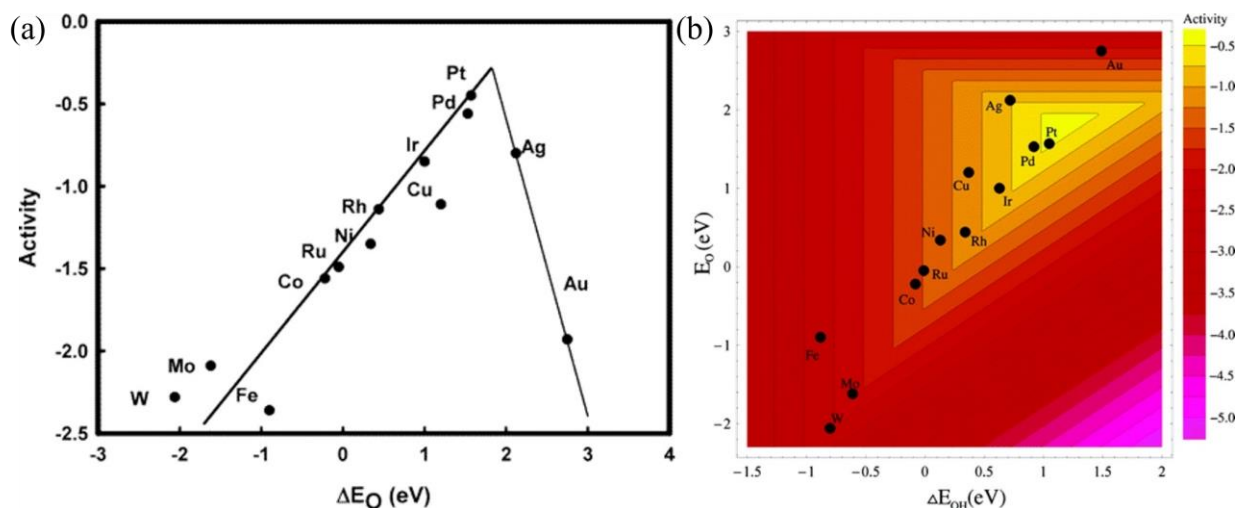 (a)
Activity
0.0
-0.5
-1.0
-1.5
-2.0
-2.5
Pt
Pd
Ir
Ag
Cu
Rh
Ni
Ru
Co
Au
Mo
W
Fe
-3 -2 -1 0 1 2 3 4
ΔEO (eV)
(b)
Activity
E_O (eV)
3
2
1
0
−1
−2
Au
Ag
Pt
Pd
Cu
Ir
Ni
Rh
Ru
Co
Fe
Mo
W
−1.5 −1 −0.5 0 0.5 1 1.5 2
△E_OH(eV)
−0.5
−1.0
−1.5
−2.0
−2.5
−3.0
−3.5
−4.0
−4.5
−5.0